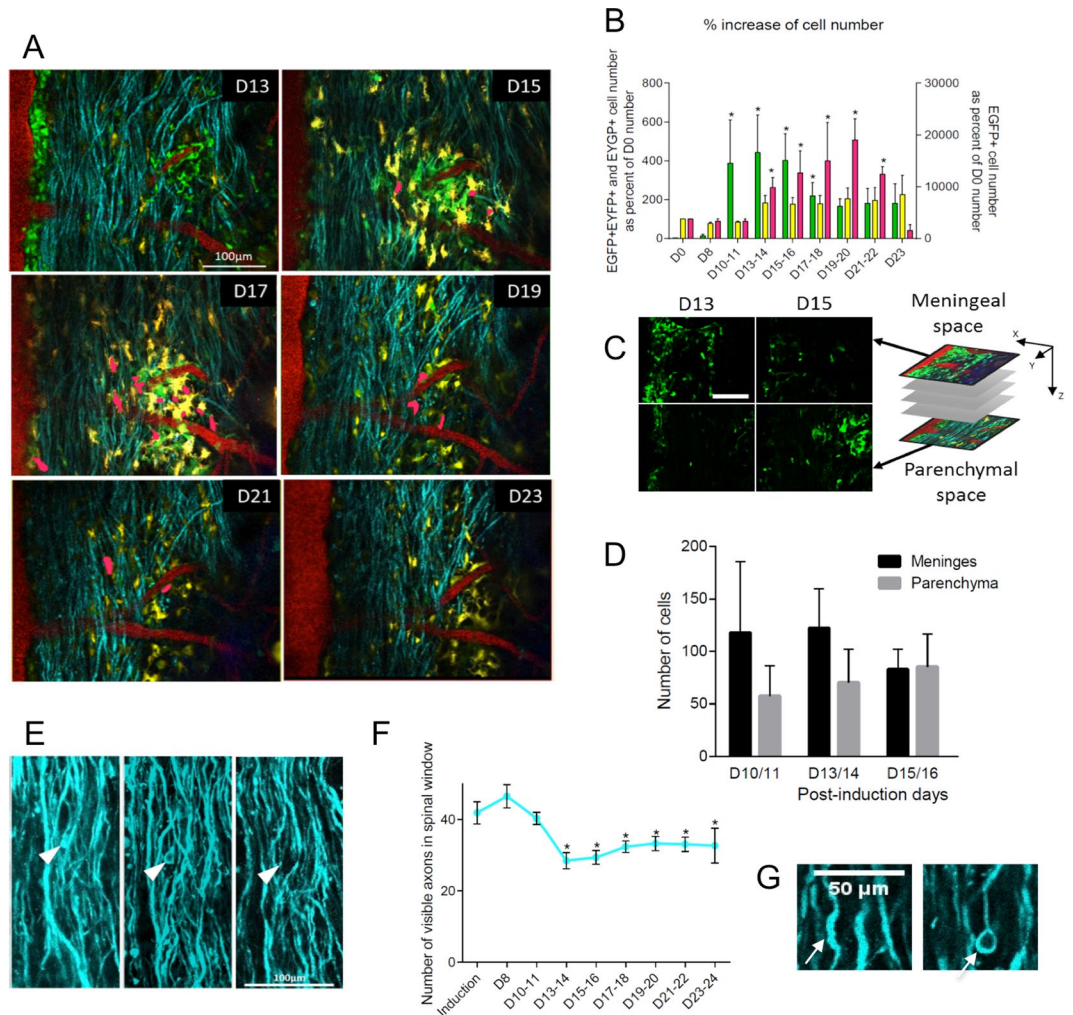 A
D13
D15
100µm
D17
D19
D21
D23
B
% increase of cell number
EGFP+EYFP+ and EYGP+ cell number
as percent of D0 number
800
600
400
200
0
30000
20000
10000
0
EGFP+ cell number
as percent of D0 number
* * * * * * * * *
D0
D8
D10-11
D13-14
D15-16
D17-18
D19-20
D21-22
D23
C
D13
D15
Meningeal
space
X
Y
Z
Parenchymal
space
D
Number of cells
200
150
100
50
0
Meninges
Parenchyma
D10/11
D13/14
D15/16
Post-induction days
E
100µm
F
Number of visible axons in spinal window
40
20
0
* * * * * *
Induction
D8
D10-11
D13-14
D15-16
D17-18
D19-20
D21-22
D23-24
G
50 µm